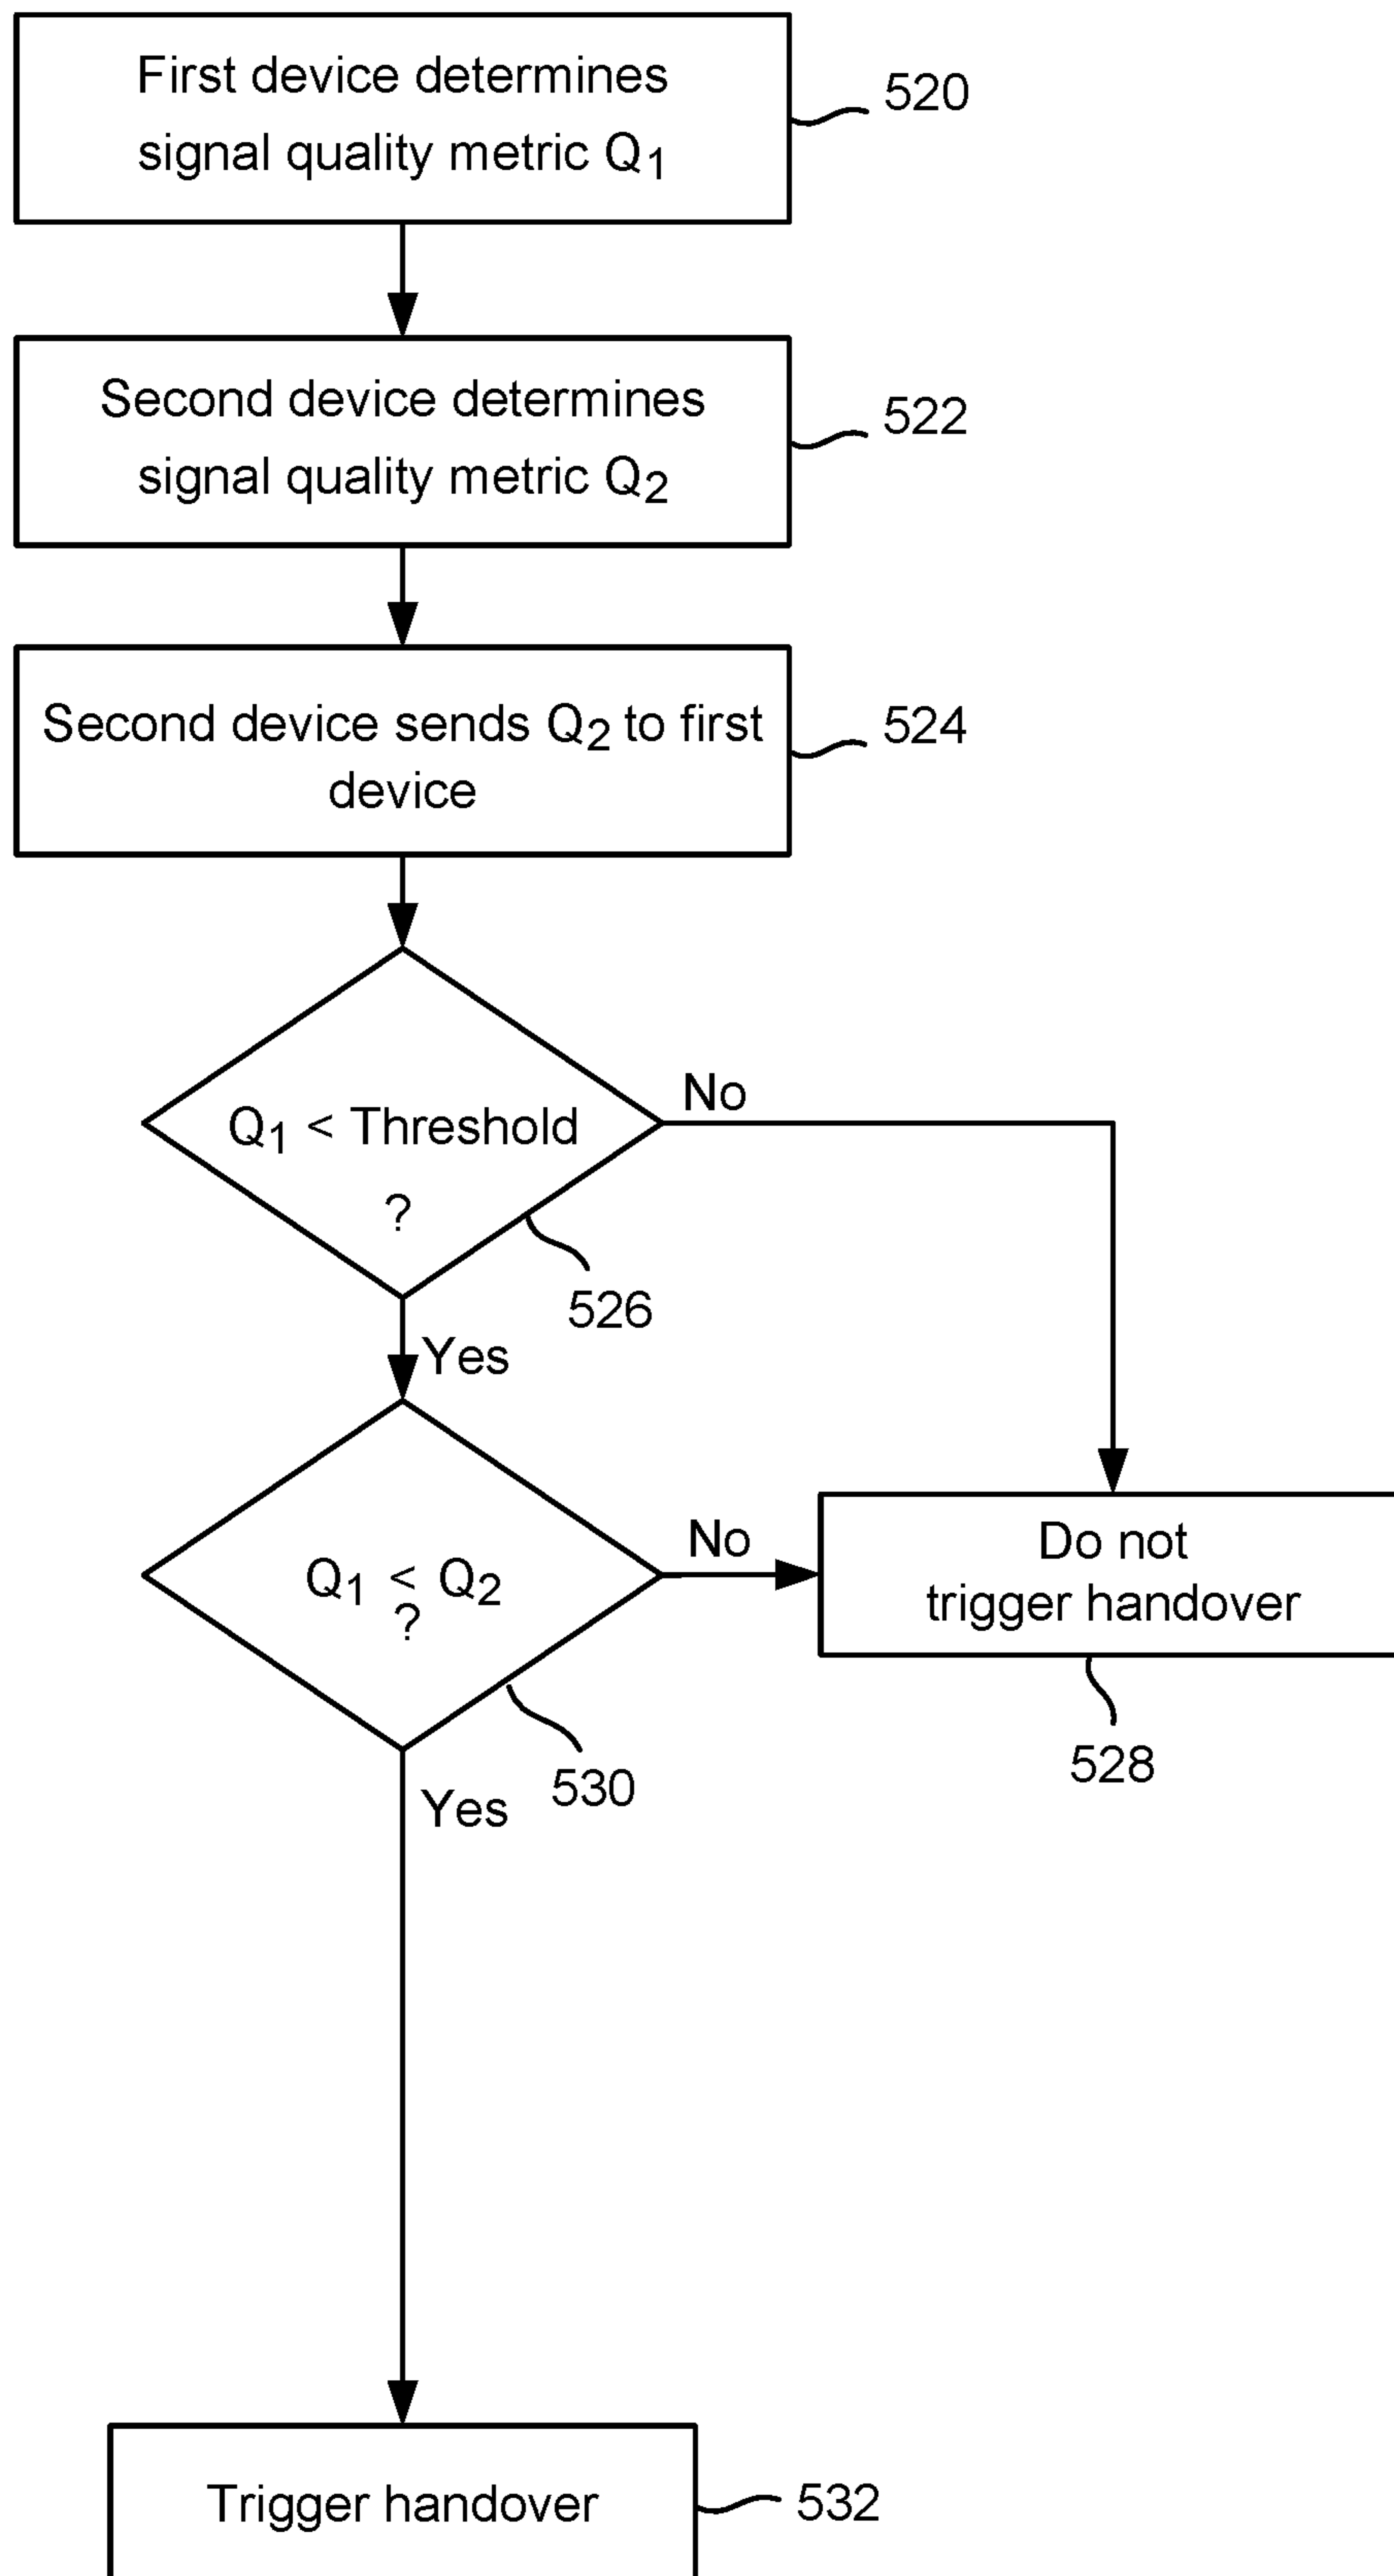 First device determines
signal quality metric Q1
520
Second device determines
signal quality metric Q2
522
Second device sends Q2 to first
device
524
Q1 < Threshold
?
No
526
Yes
Q1 < Q2
?
No
Do not
trigger handover
528
530
Yes
Trigger handover
532